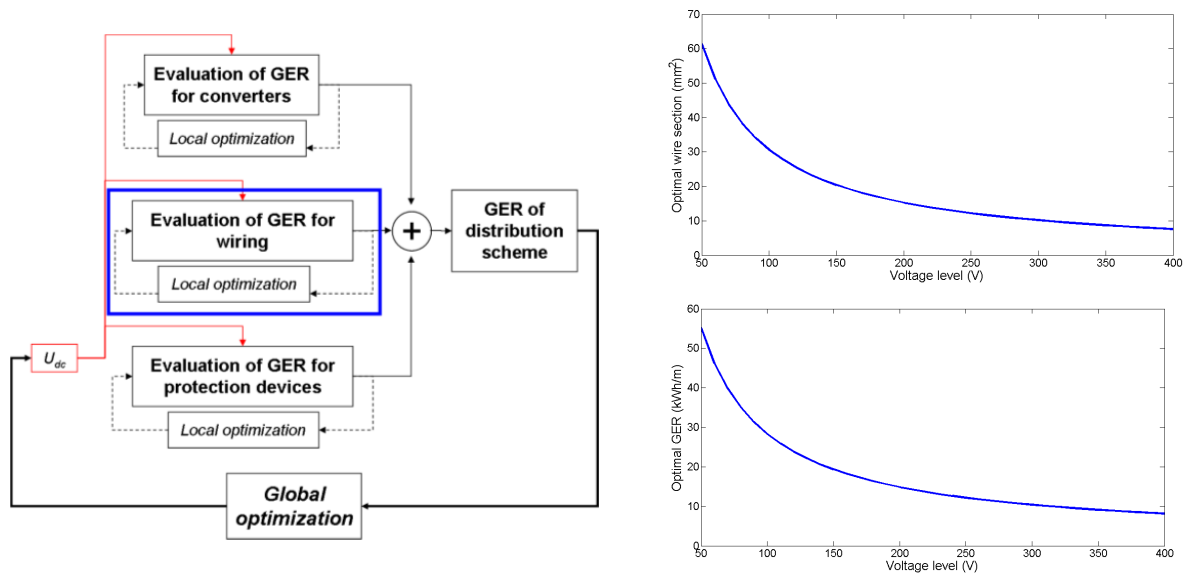 Evaluation of GER
for converters
Local optimization
Evaluation of GER for
wiring
Local optimization
+
GER of
distribution
scheme
U dc
Evaluation of GER for
protection devices
Local optimization
Global
optimization
70
60
50
40
30
20
10
0
Optimal wire section (mm2)
50 100 150 200 250 300 350 400
Voltage level (V)
60
50
40
30
20
10
0
Optimal GER (kWh/m)
50 100 150 200 250 300 350 400
Voltage level (V)